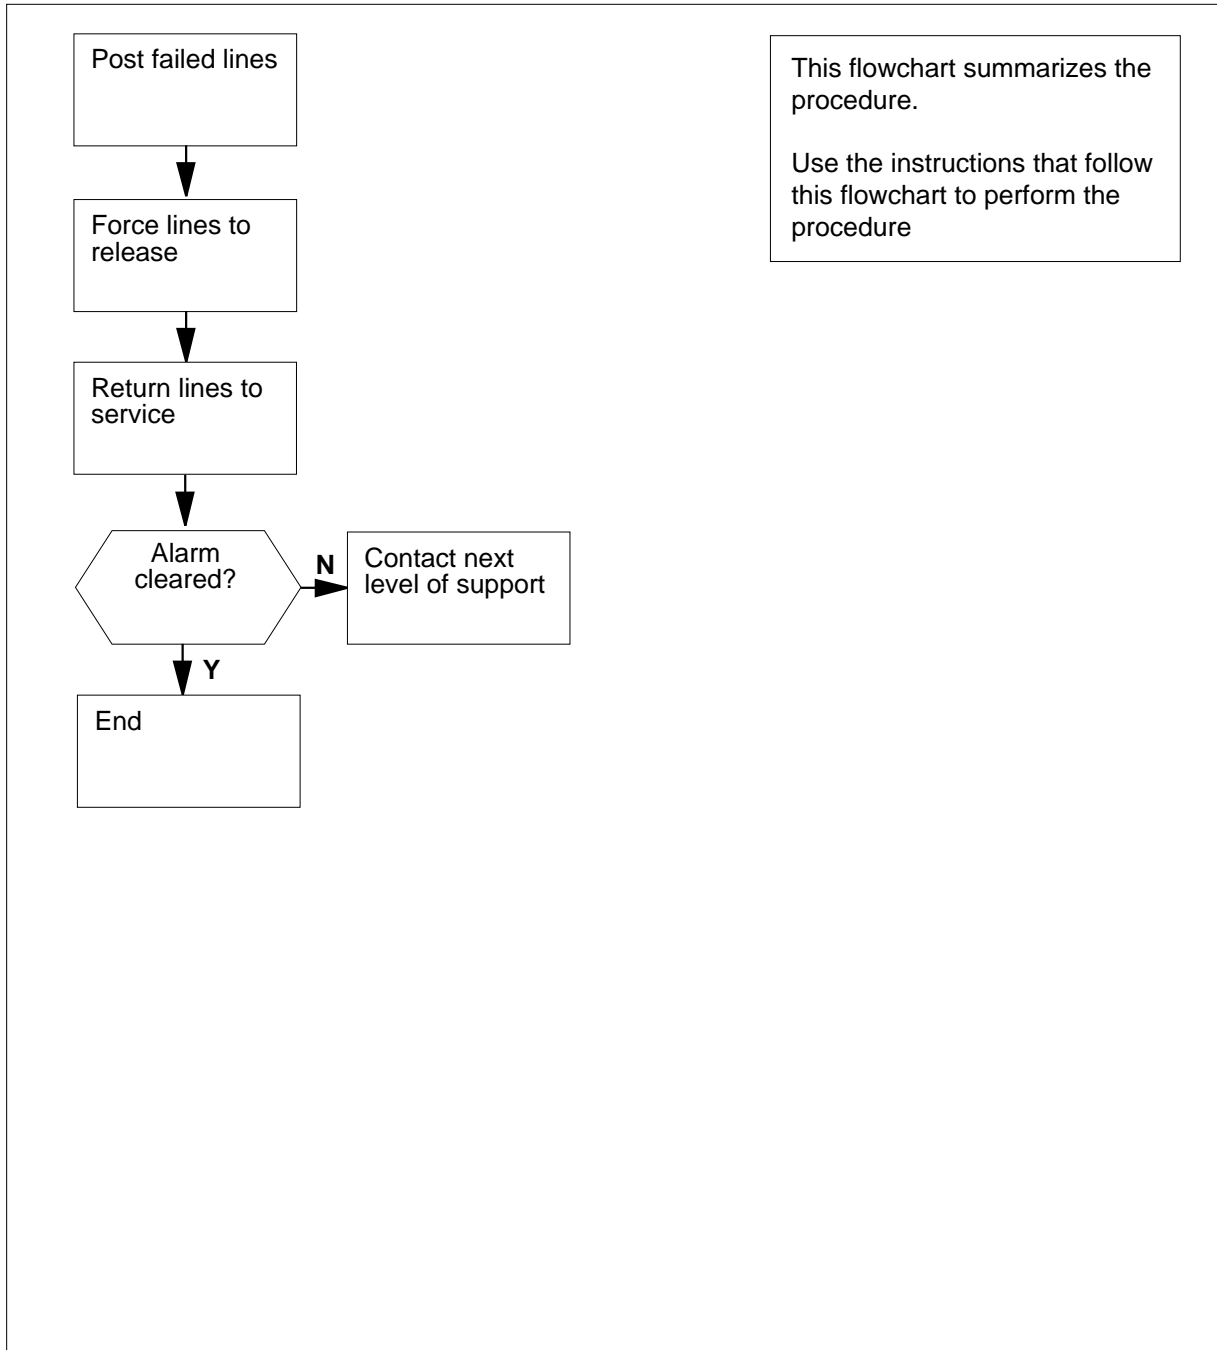 Post failed lines
Force lines to
release
Return lines to
service
Alarm
cleared?
N
Contact next
level of support
Y
End
This flowchart summarizes the
procedure.
Use the instructions that follow
this flowchart to perform the
procedure